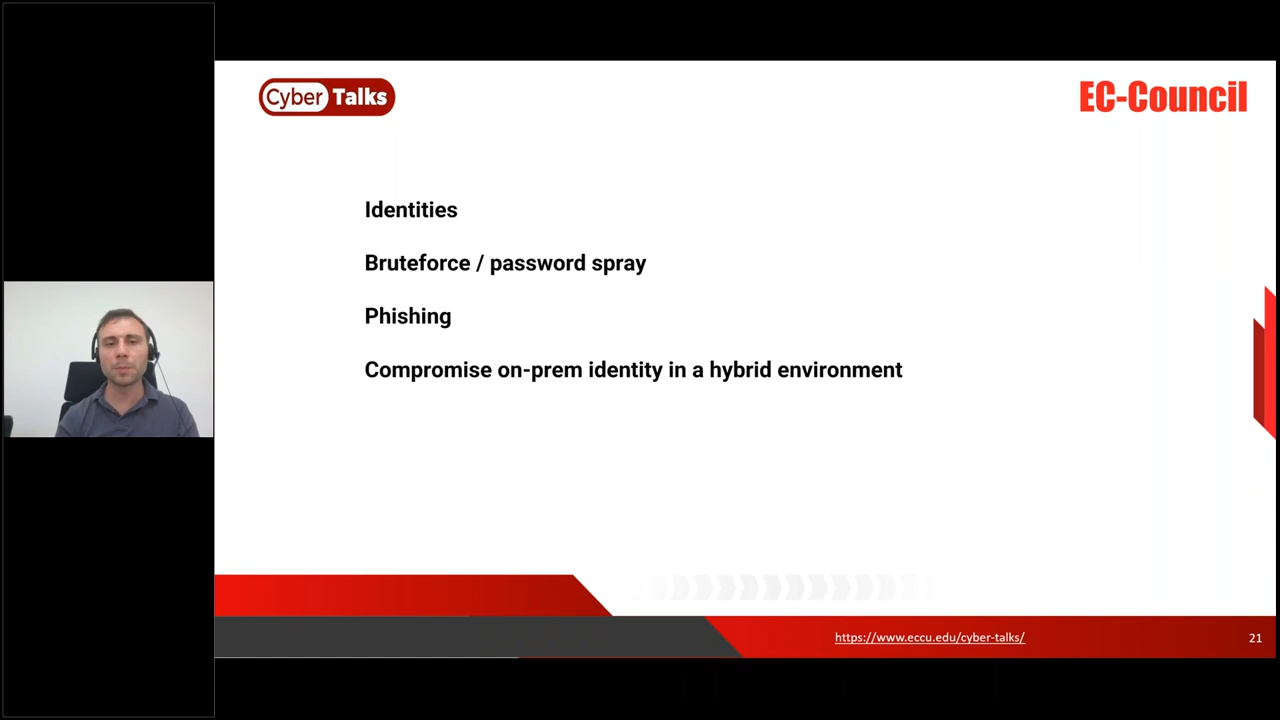 Cyber Talks
EC-Council
Identities
Bruteforce / password spray
Phishing
Compromise on-prem identity in a hybrid environment
https://www.eccu.edu/cyber-talks/
21